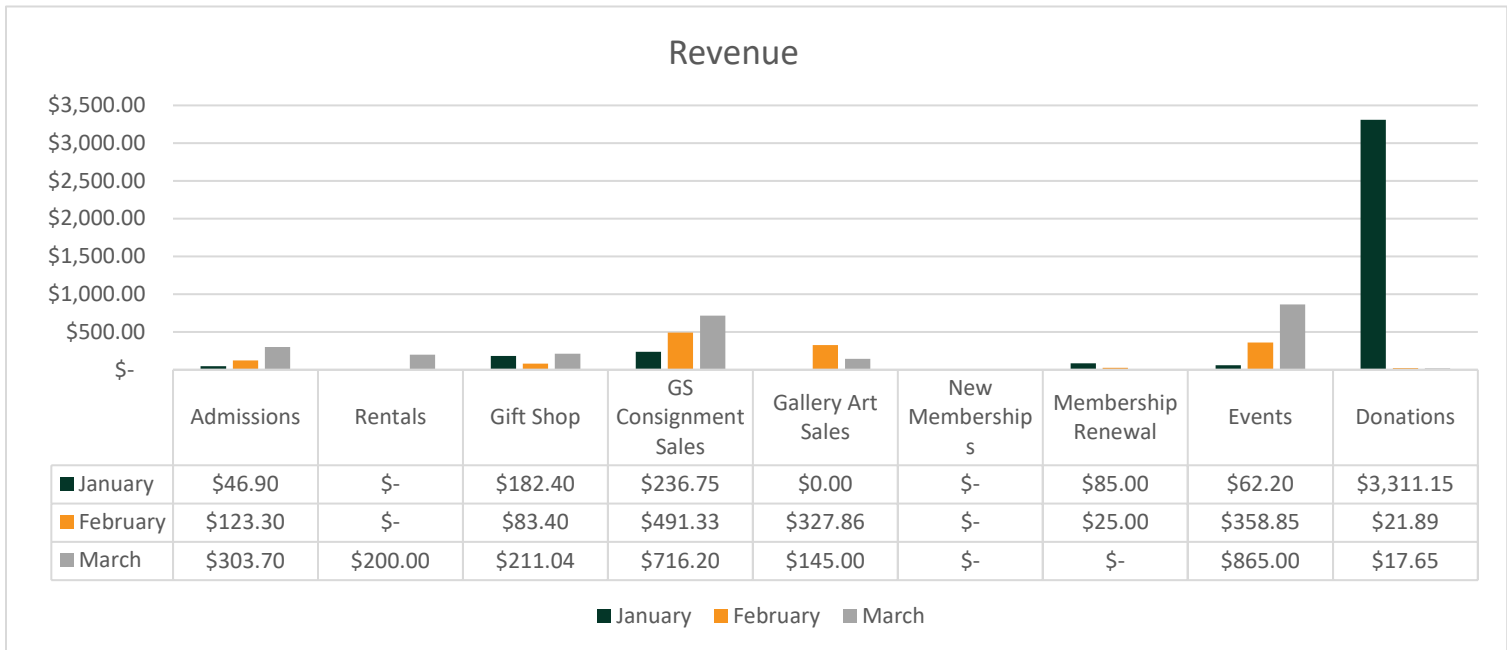 Revenue
$3,500.00
$3,000.00
$2,500.00
$2,000.00
$1,500.00
$1,000.00
$500.00
$-
Admissions
Rentals
Gift Shop
GS
Consignment
Sales
Gallery Art
Sales
New
Membership
s
Membership
Renewal
Events
Donations
January $46.90 $- $182.40 $236.75 $0.00 $- $85.00 $62.20 $3,311.15
February $123.30 $- $83.40 $491.33 $327.86 $- $25.00 $358.85 $21.89
March $303.70 $200.00 $211.04 $716.20 $145.00 $- $- $865.00 $17.65
January February March